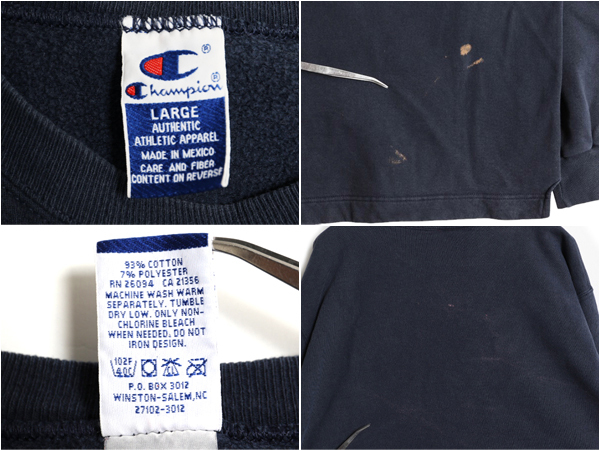 Champion
LARGE
AUTHENTIC
ATHLETIC APPAREL
MADE IN MEXICO
CARE AND FIBER
CONTENT ON REVERSE
93% COTTON
7% POLYESTER
RN 26094 CA 21356
MACHINE WASH WARM
SEPARATELY. TUMBLE
DRY LOW. ONLY NON-
CHLORINE BLEACH
WHEN NEEDED. DO NOT
IRON DESIGN.
102F
40C
P.O. BOX 3012
WINSTON-SALEM, NC
27102-3012